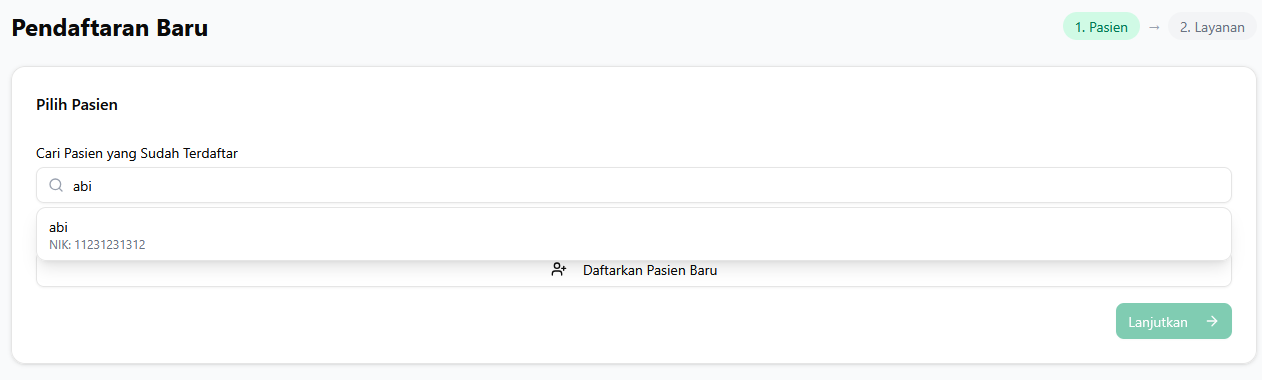 Pendaftaran Baru
1. Pasien → 2. Layanan
Pilih Pasien
Cari Pasien yang Sudah Terdaftar
abi
abi
NIK: 11231231312
Daftarkan Pasien Baru
Lanjutkan →